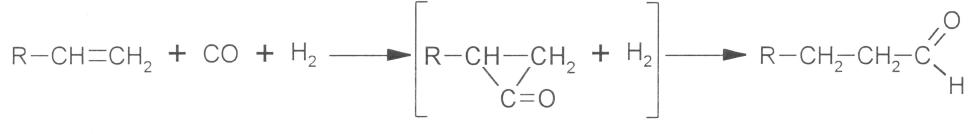 R—CH=CH₂ + CO + H₂ → [R—CH—CH₂ + H₂] → R—CH₂—CH₂—C
C=O
O
H